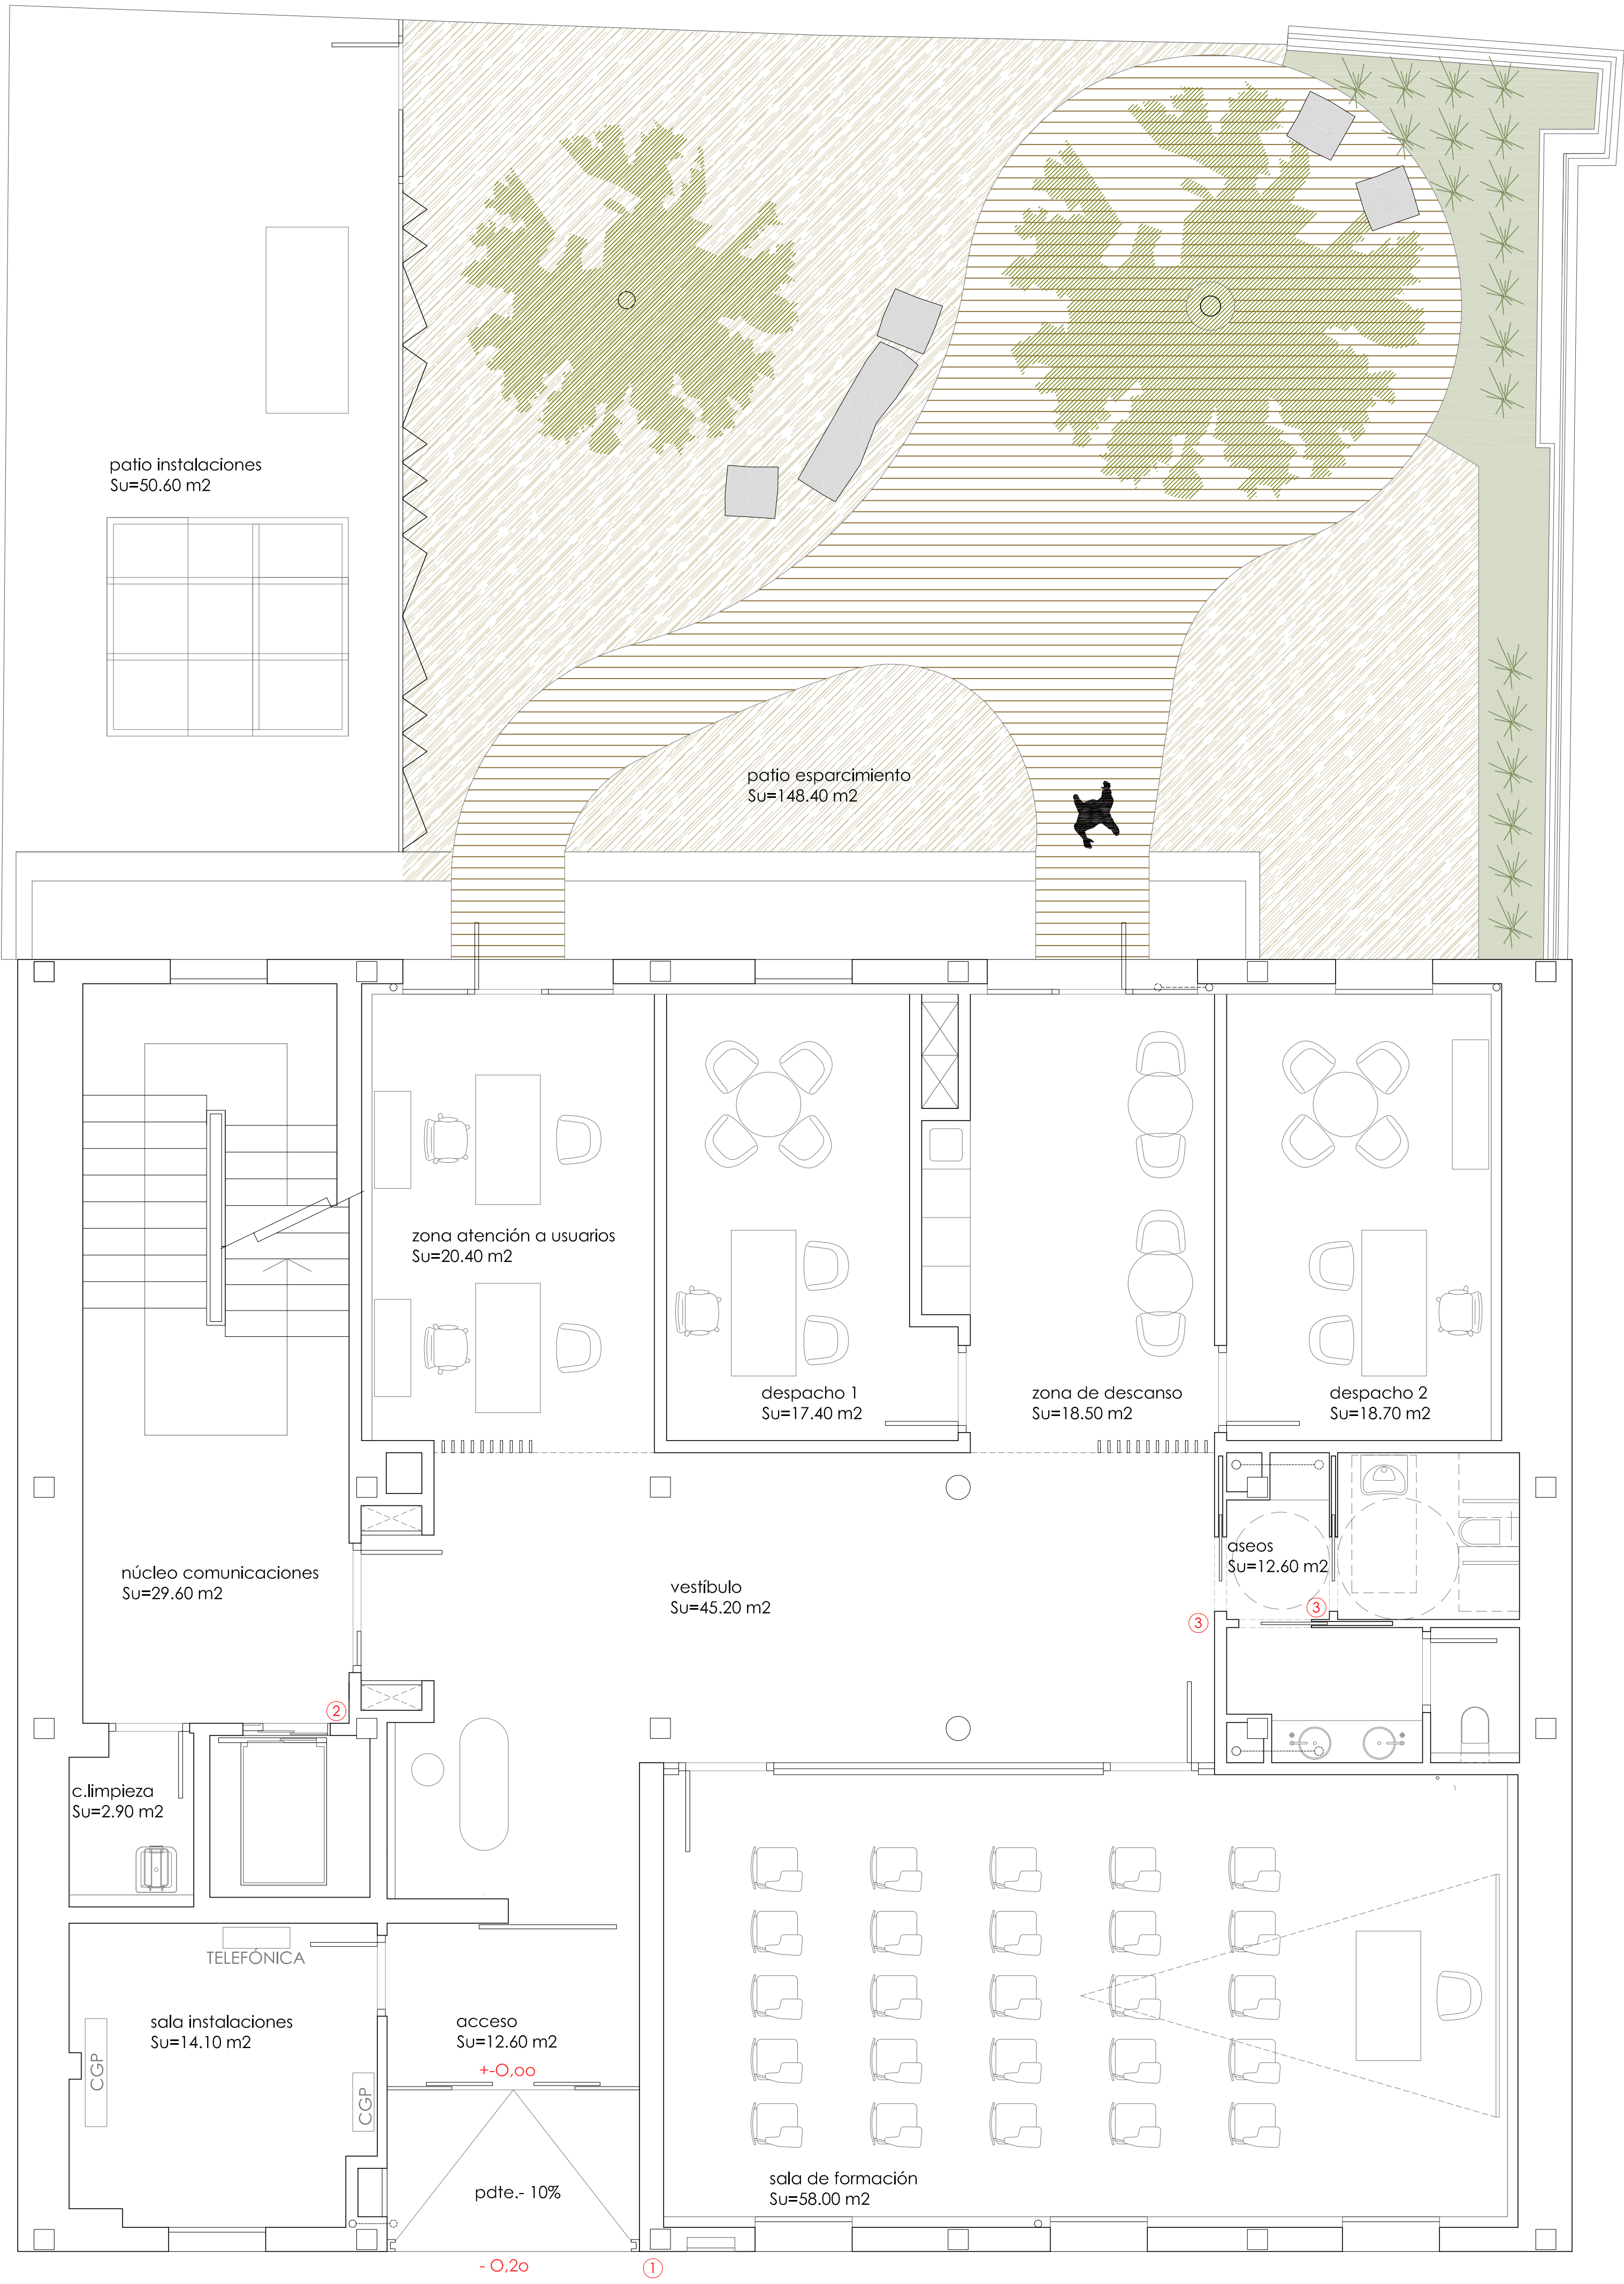 patio instalaciones
Su=50.60 m2
patio esparcimiento
Su=148.40 m2
zona atención a usuarios
Su=20.40 m2
despacho 1
Su=17.40 m2
zona de descanso
Su=18.50 m2
despacho 2
Su=18.70 m2
núcleo comunicaciones
Su=29.60 m2
vestíbulo
Su=45.20 m2
aseos
Su=12.60 m2
3
3
2
c.limpieza
Su=2.90 m2
TELEFÓNICA
sala instalaciones
Su=14.10 m2
CGP
CGP
acceso
Su=12.60 m2
+-0,00
pdte.- 10%
sala de formación
Su=58.00 m2
- 0,20
1